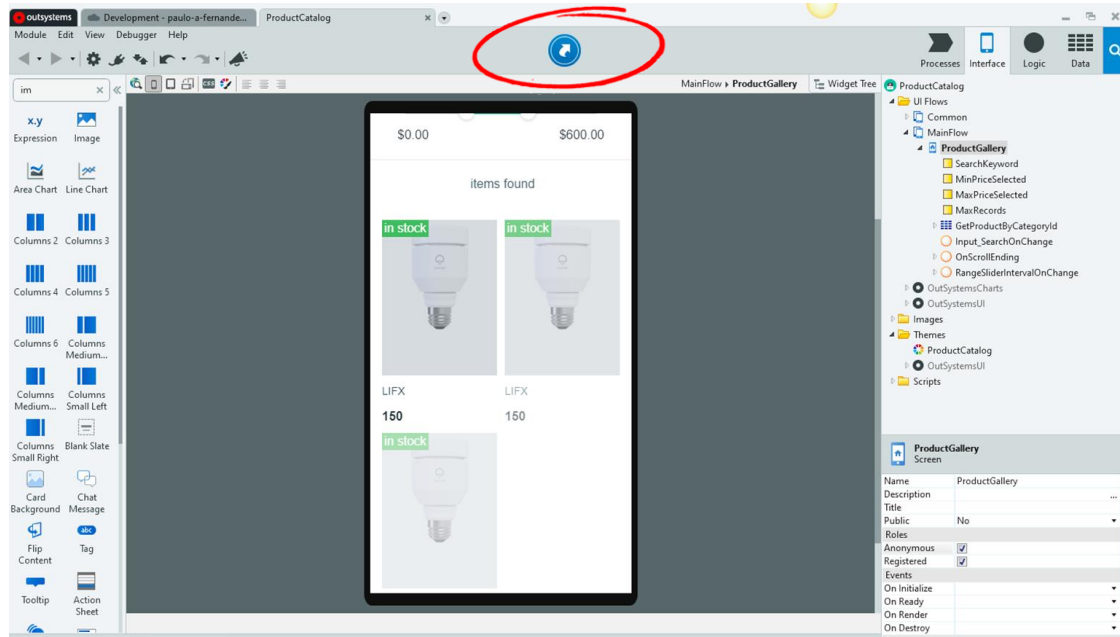 outsystems
Development - paulo-a-fernande...
ProductCatalog
Module Edit View Debugger Help
Processes Interface Logic Data
im
MainFlow ▸ ProductGallery
Widget Tree
x.y
Expression
Image
Area Chart
Line Chart
Columns 2
Columns 3
Columns 4
Columns 5
Columns 6
Columns
Medium...
Columns
Medium...
Columns
Small Left
Columns
Small Right
Blank Slate
Card
Background
Chat
Message
Flip
Content
abc
Tag
Tooltip
Action
Sheet
$0.00
$600.00
items found
in stock
in stock
LIFX
LIFX
150
150
in stock
ProductCatalog
UI Flows
Common
MainFlow
ProductGallery
SearchKeyword
MinPriceSelected
MaxPriceSelected
MaxRecords
GetProductByCategoryId
Input_SearchOnChange
OnScrollEnding
RangeSliderIntervalOnChange
OutSystemsCharts
OutSystemsUI
Images
Themes
ProductCatalog
OutSystemsUI
Scripts
ProductGallery
Screen
Name ProductGallery
Description ...
Title
Public No
Roles
Anonymous
Registered
Events
On Initialize
On Ready
On Render
On Destroy